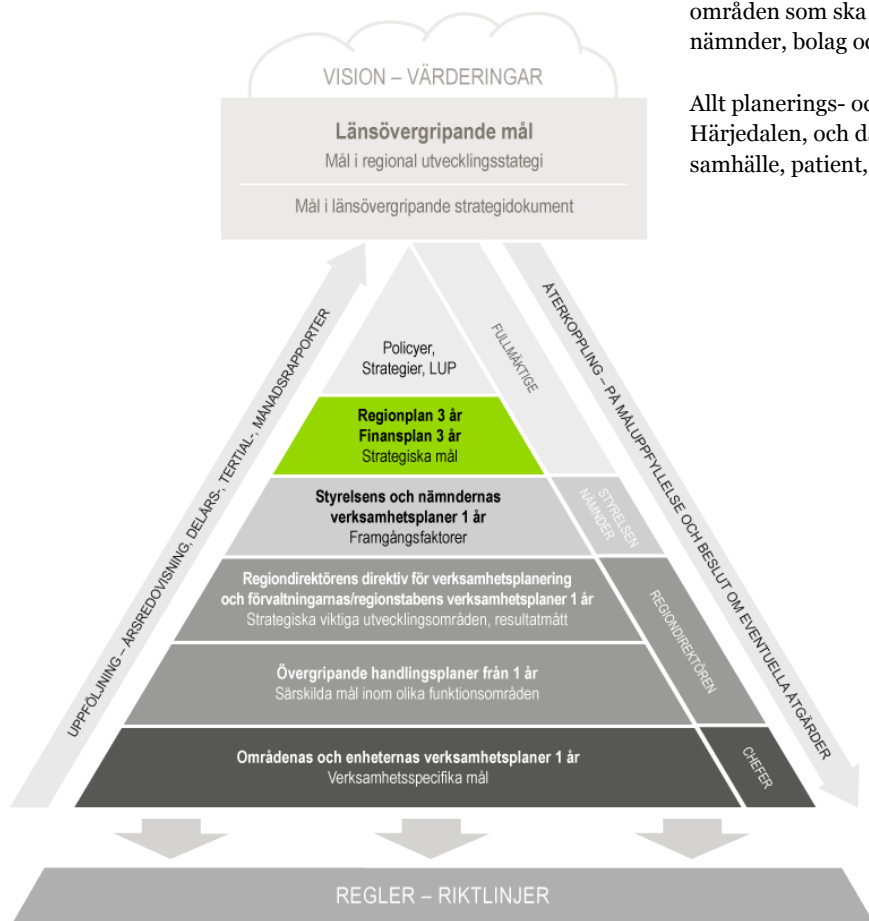 områden som ska
nämnder, bolag oc
Allt planerings- oc
Härjedalen, och da
samhälle, patient,
VISION – VÄRDERINGAR
Länsövergripande mål
Mål i regional utvecklingsstategi
Mål i länsövergripande strategidokument
UPPFÖLJNING – ÅRSREDOVISNING, DELÅRS-, TERTIAL-, MÅNADSRAPPORTER
ÅTERKOPPLING – PÅ MÅLUPPFYLLELSE OCH BESLUT OM EVENTUELLA ÅTGÄRDER
Policyer,
Strategier, LUP
FULLMÄKTIGE
Regionplan 3 år
Finansplan 3 år
Strategiska mål
Styrelsens och nämndernas
verksamhetsplaner 1 år
Framgångsfaktorer
STYRELSEN
NÄMNDER
Regiondirektörens direktiv för verksamhetsplanering
och förvaltningarnas/regionstabens verksamhetsplaner 1 år
Strategiska viktiga utvecklingsområden, resultatmått
REGIONDIREKTÖREN
Övergripande handlingsplaner från 1 år
Särskilda mål inom olika funktionsområden
Områdenas och enheternas verksamhetsplaner 1 år
Verksamhetsspecifika mål
CHEFER
REGLER – RIKTLINJER